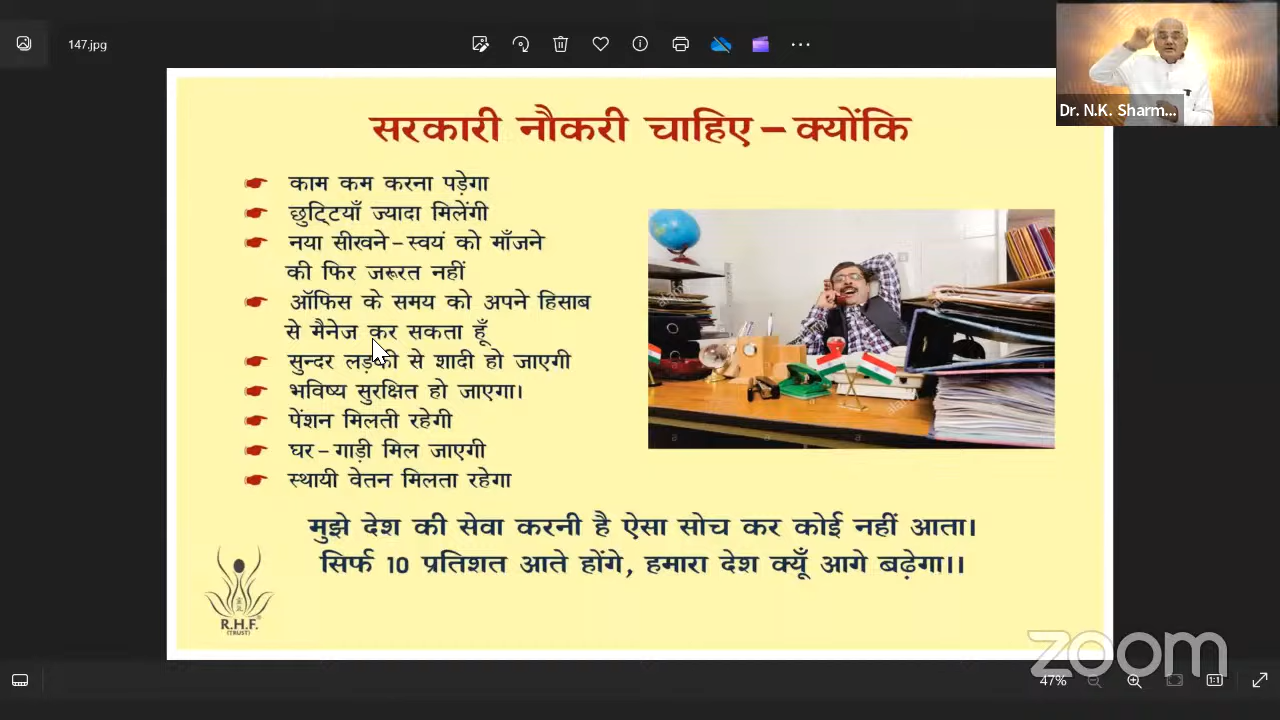 147.jpg
Dr. N.K. Sharm...
सरकारी नौकरी चाहिए – क्योंकि
काम कम करना पड़ेगा
छुट्टियाँ ज्यादा मिलेंगी
नया सीखने – स्वयं को माँजने
की फिर जरूरत नहीं
ऑफिस के समय को अपने हिसाब
से मैनेज कर सकता हूँ
सुन्दर लड़की से शादी हो जाएगी
भविष्य सुरक्षित हो जाएगा।
पेंशन मिलती रहेगी
घर – गाड़ी मिल जाएगी
स्थायी वेतन मिलता रहेगा
मुझे देश की सेवा करनी है ऐसा सोच कर कोई नहीं आता।
सिर्फ 10 प्रतिशत आते होंगे, हमारा देश क्यूँ आगे बढ़ेगा।।
R.H.F.
(TRUST)
zoom
47%
1:1